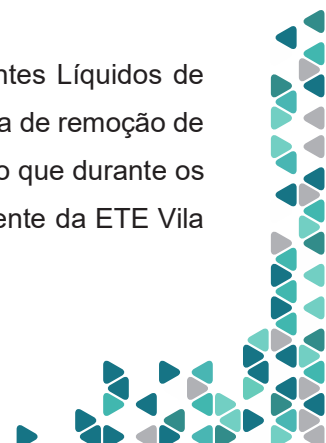 ntes Líquidos de
a de remoção de
o que durante os
ente da ETE Vila